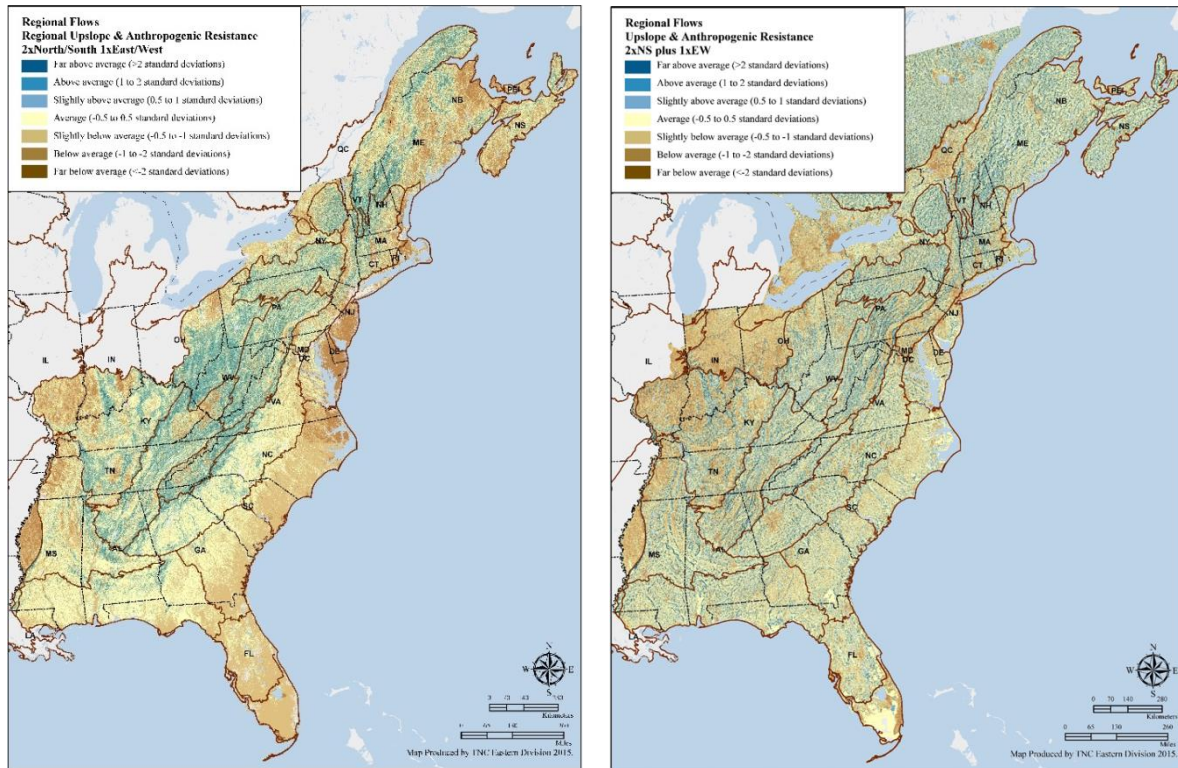 Regional Flows
Regional Upslope & Anthropogenic Resistance
2xNorth/South 1xEast/West
Far above average (>2 standard deviations)
Above average (1 to 2 standard deviations)
Slightly above average (0.5 to 1 standard deviations)
Average (-0.5 to 0.5 standard deviations)
Slightly below average (-0.5 to -1 standard deviations)
Below average (-1 to -2 standard deviations)
Far below average (<-2 standard deviations)
QC
NB
PEI
NS
ME
VT
NH
NY
MA
CT
RI
PA
NJ
OH
MD
DE
DC
IL
IN
WV
VA
KY
NC
TN
SC
MS
AL
GA
LA
FL
N
W
E
S
Kilometers
Miles
Map Produced by TNC Eastern Division 2015.
Regional Flows
Upslope & Anthropogenic Resistance
2xNS plus 1xEW
Far above average (>2 standard deviations)
Above average (1 to 2 standard deviations)
Slightly above average (0.5 to 1 standard deviations)
Average (-0.5 to 0.5 standard deviations)
Slightly below average (-0.5 to -1 standard deviations)
Below average (-1 to -2 standard deviations)
Far below average (<-2 standard deviations)
NB
PEI
QC
ME
NS
VT
NH
NY
MA
CT
RI
PA
NJ
OH
MD
DE
DC
IL
IN
WV
VA
KY
NC
TN
SC
MS
AL
GA
LA
FL
N
W
E
S
0 70 140 280
Kilometers
0 65 130 260
Miles
Map Produced by TNC Eastern Division 2015.